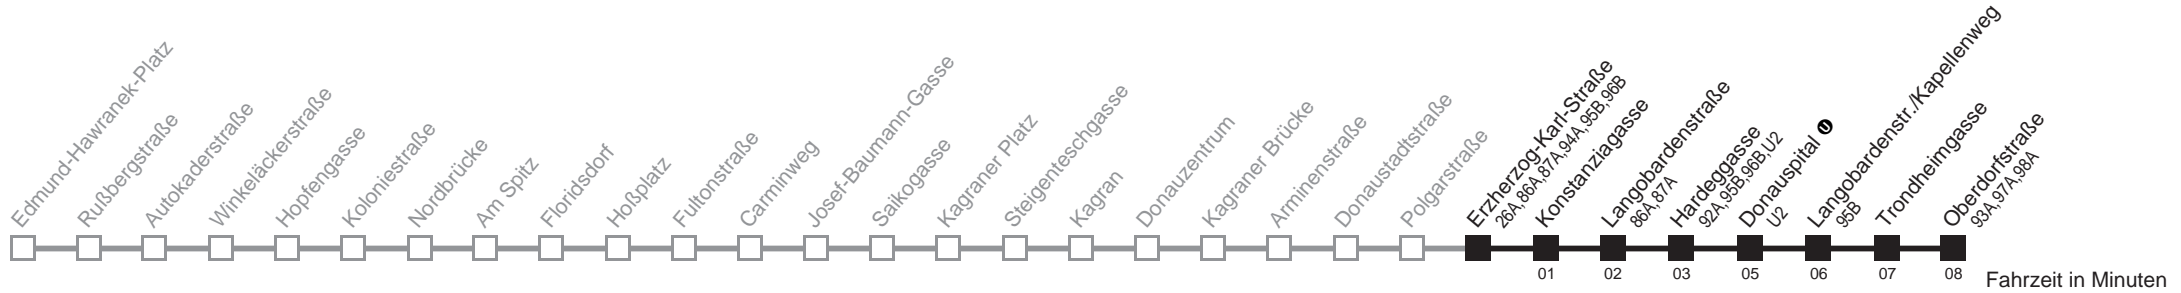 Edmund-Hawranek-Platz
Rußbergstraße
Autokaderstraße
Winkeläckerstraße
Hopfengasse
Koloniestraße
Nordbrücke
Am Spitz
Floridsdorf
Hoßplatz
Fultonstraße
Carminweg
Josef-Baumann-Gasse
Saikogasse
Kagraner Platz
Steigenteschgasse
Kagran
Donauzentrum
Kagraner Brücke
Arminenstraße
Donaustadtstraße
Polgarstraße
Erzherzog-Karl-Straße
26A,86A,87A,94A,95B,96B
Konstanziagasse
Langobardenstraße
86A,87A
Hardeggasse
92A,95B,96B,U2
Donauspital U
U2
Langobardenstr./Kapellenweg
95B
Trondheimgasse
Oberdorfstraße
93A,97A,98A
01 02 03 05 06 07 08
Fahrzeit in Minuten